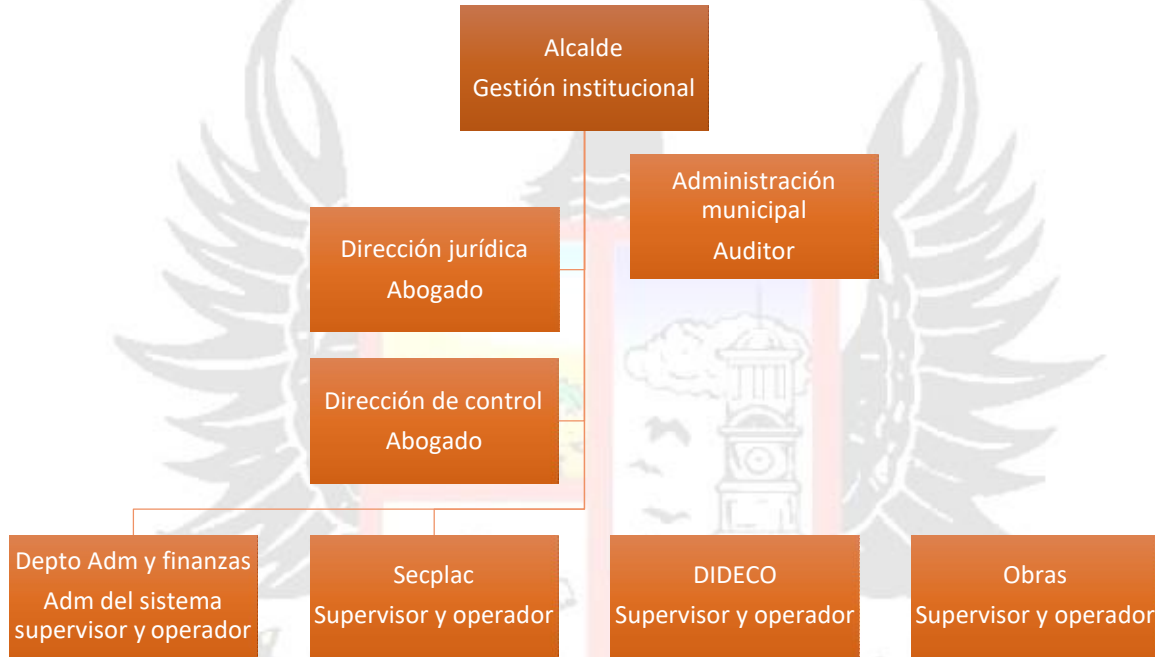 Alcalde
Gestión institucional
Administración
municipal
Auditor
Dirección jurídica
Abogado
Dirección de control
Abogado
Depto Adm y finanzas
Adm del sistema
supervisor y operador
Secplac
Supervisor y operador
DIDECO
Supervisor y operador
Obras
Supervisor y operador